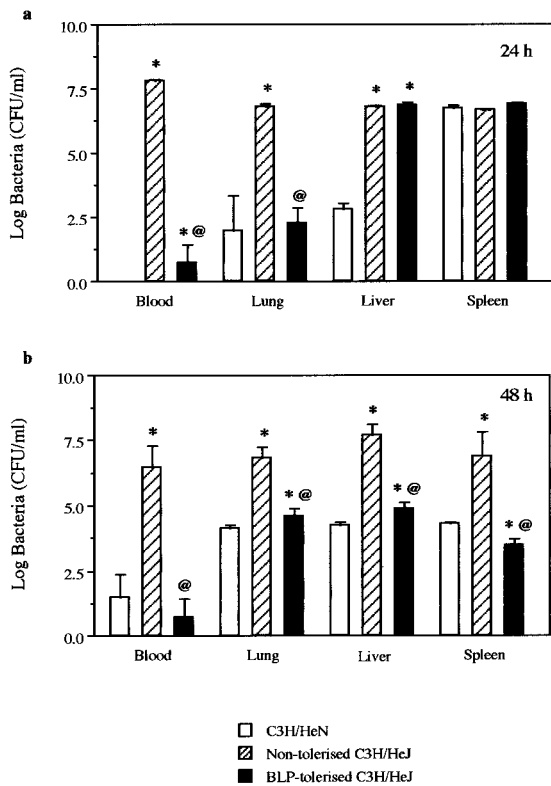 a
10.0
7.5
5.0
2.5
0.0
Log Bacteria (CFU/ml)
24 h
*
* @
*
@
*
*
Blood Lung Liver Spleen
b
10.0
7.5
5.0
2.5
0.0
Log Bacteria (CFU/ml)
48 h
*
@
*
* @
*
* @
*
* @
Blood Lung Liver Spleen
C3H/HeN
Non-tolerised C3H/HeJ
BLP-tolerised C3H/HeJ